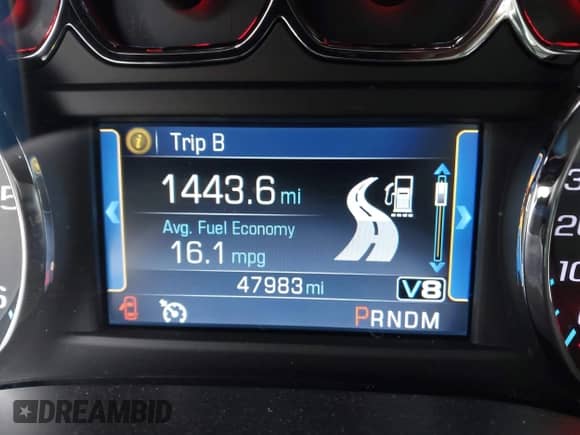 Trip B
1443.6 mi
Avg. Fuel Economy
16.1 mpg
47983 mi
V8
PRNDM
DREAMBID